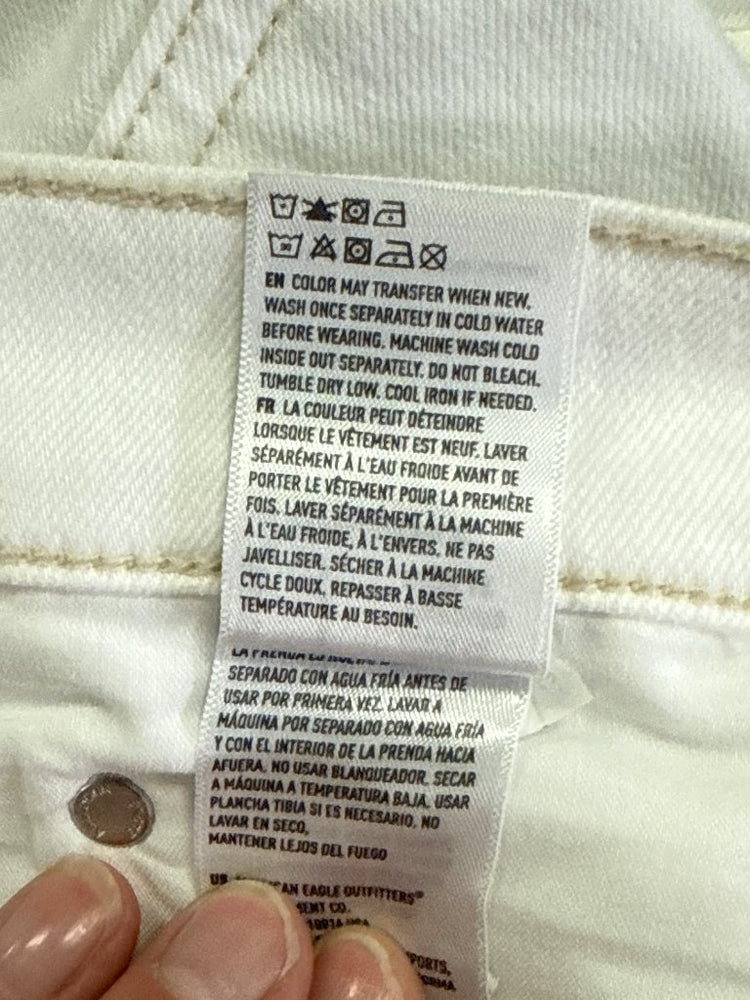 EN COLOR MAY TRANSFER WHEN NEW.
WASH ONCE SEPARATELY IN COLD WATER
BEFORE WEARING. MACHINE WASH COLD
INSIDE OUT SEPARATELY. DO NOT BLEACH.
TUMBLE DRY LOW. COOL IRON IF NEEDED.
FR LA COULEUR PEUT DÉTEINDRE
LORSQUE LE VÊTEMENT EST NEUF. LAVER
SÉPARÉMENT À L'EAU FROIDE AVANT DE
PORTER LE VÊTEMENT POUR LA PREMIÈRE
FOIS. LAVER SÉPARÉMENT À LA MACHINE
À L'EAU FROIDE, À L'ENVERS. NE PAS
JAVELLISER. SÉCHER À LA MACHINE
CYCLE DOUX. REPASSER À BASSE
TEMPÉRATURE AU BESOIN.
LA PRENDA
SEPARADO CON AGUA FRÍA ANTES DE
USAR POR PRIMERA VEZ. LAVAR A
MÁQUINA POR SEPARADO CON AGUA FRÍA
Y CON EL INTERIOR DE LA PRENDA HACIA
AFUERA. NO USAR BLANQUEADOR. SECAR
A MÁQUINA A TEMPERATURA BAJA. USAR
PLANCHA TIBIA SI ES NECESARIO. NO
LAVAR EN SECO.
MANTENER LEJOS DEL FUEGO
US EAGLE OUTFITTERS®
CO.